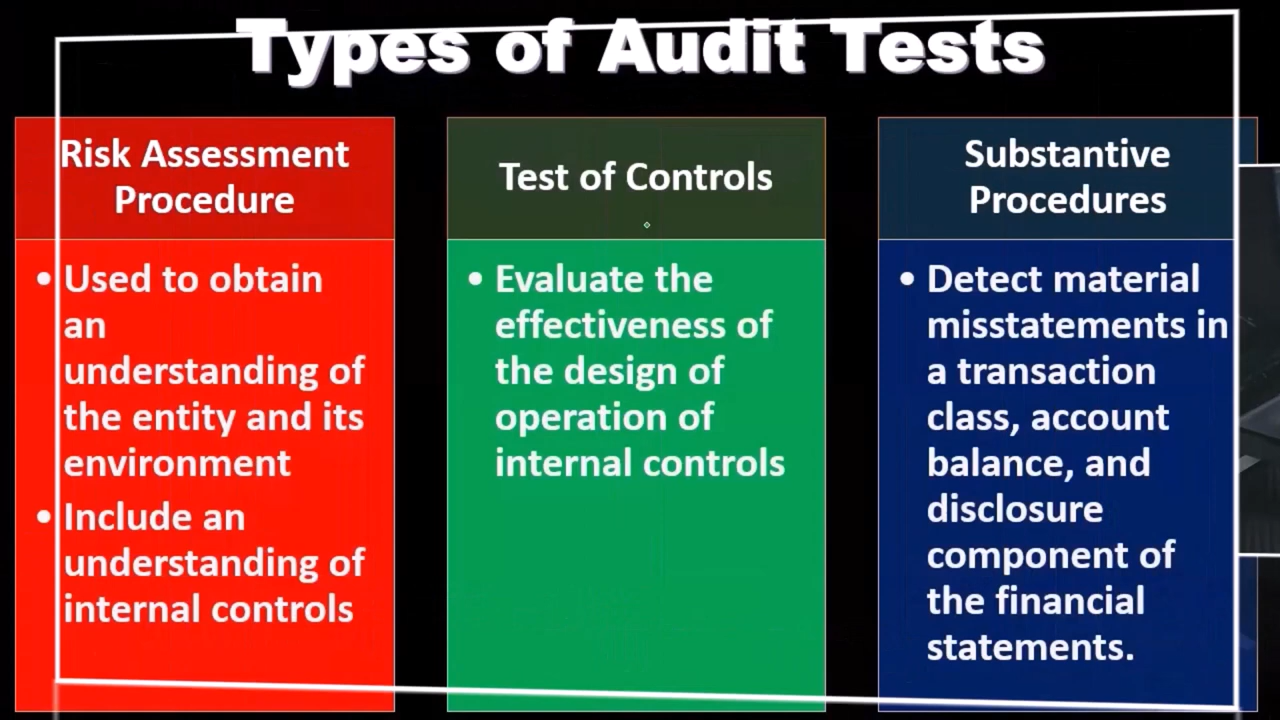 Types of Audit Tests
Risk Assessment
Procedure
• Used to obtain
an
understanding of
the entity and its
environment
• Include an
understanding of
internal controls
Test of Controls
• Evaluate the
effectiveness of
the design of
operation of
internal controls
Substantive
Procedures
• Detect material
misstatements in
a transaction
class, account
balance, and
disclosure
component of
the financial
statements.